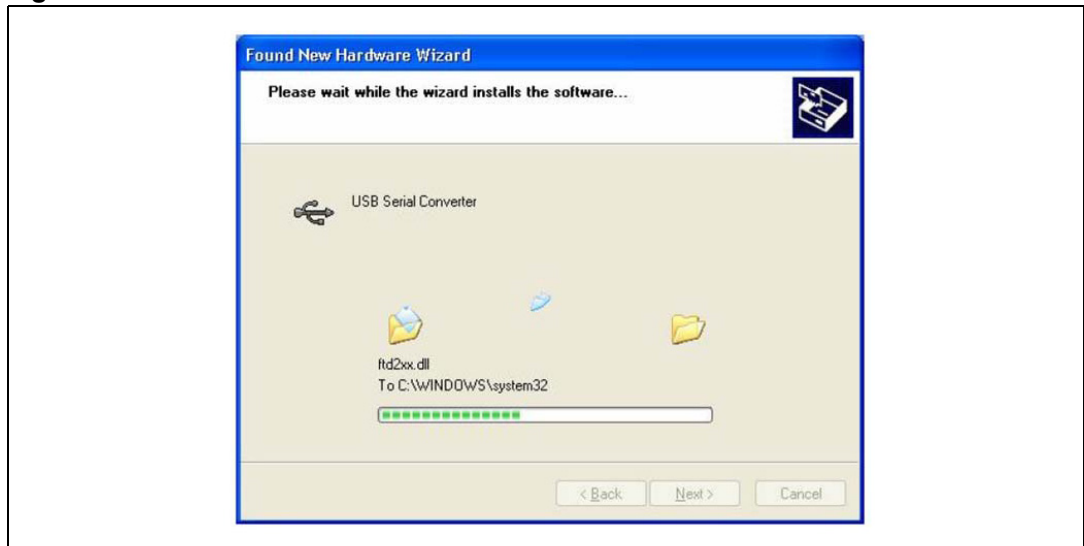 Found New Hardware Wizard
Please wait while the wizard installs the software...
USB Serial Converter
ftd2xx.dll
To C:\WINDOWS\system32
< Back Next > Cancel